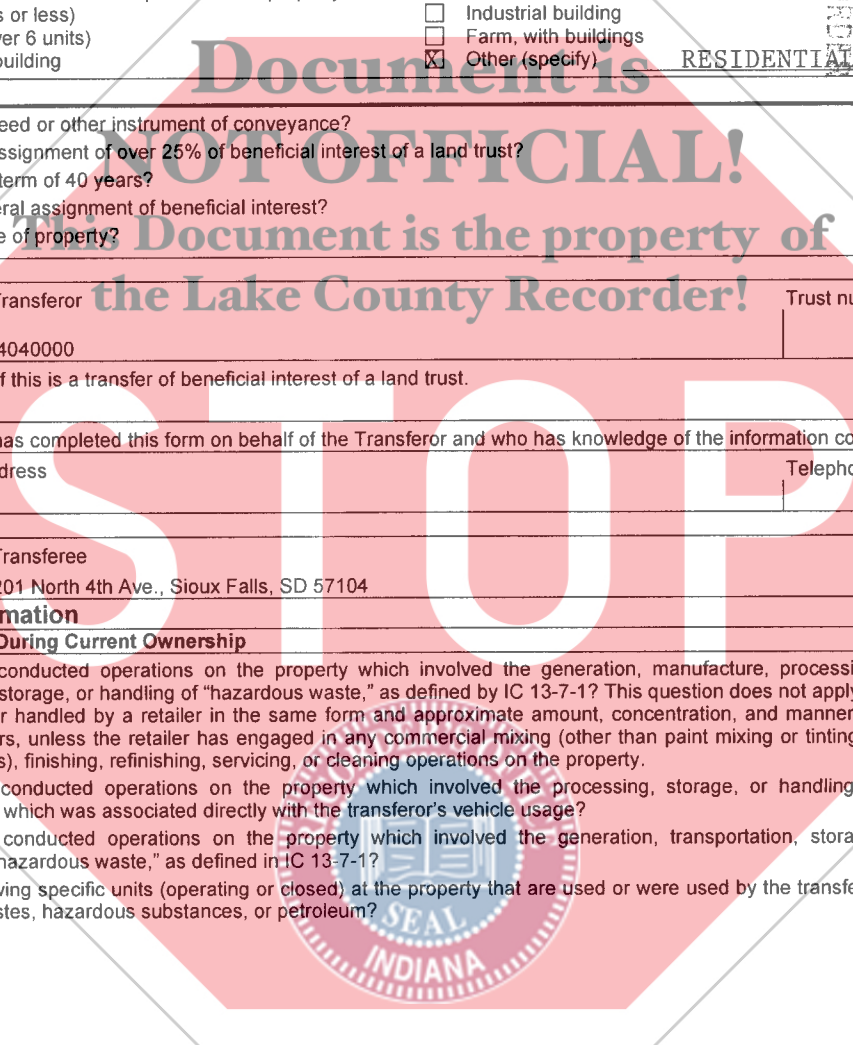 s or less)
☐ Industrial building
er 6 units)
☐ Farm, with buildings
building
☒ Other (specify) RESIDENTIAL
Document is
NOT OFFICIAL!
This Document is the property of
the Lake County Recorder!
STOP
eed or other instrument of conveyance?
ssignment of over 25% of beneficial interest of a land trust?
term of 40 years?
eral assignment of beneficial interest?
e of property?
Transferor
Trust nu
4040000
f this is a transfer of beneficial interest of a land trust.
has completed this form on behalf of the Transferor and who has knowledge of the information co
dress
Telepho
Transferee
201 North 4th Ave., Sioux Falls, SD 57104
mation
During Current Ownership
conducted operations on the property which involved the generation, manufacture, processi
storage, or handling of “hazardous waste,” as defined by IC 13-7-1? This question does not apply
r handled by a retailer in the same form and approximate amount, concentration, and manner
rs, unless the retailer has engaged in any commercial mixing (other than paint mixing or tinting
s), finishing, refinishing, servicing, or cleaning operations on the property.
conducted operations on the property which involved the processing, storage, or handling
which was associated directly with the transferor's vehicle usage?
conducted operations on the property which involved the generation, transportation, stora
hazardous waste,” as defined in IC 13-7-1?
ving specific units (operating or closed) at the property that are used or were used by the transfe
stes, hazardous substances, or petroleum?
SEAL
INDIANA